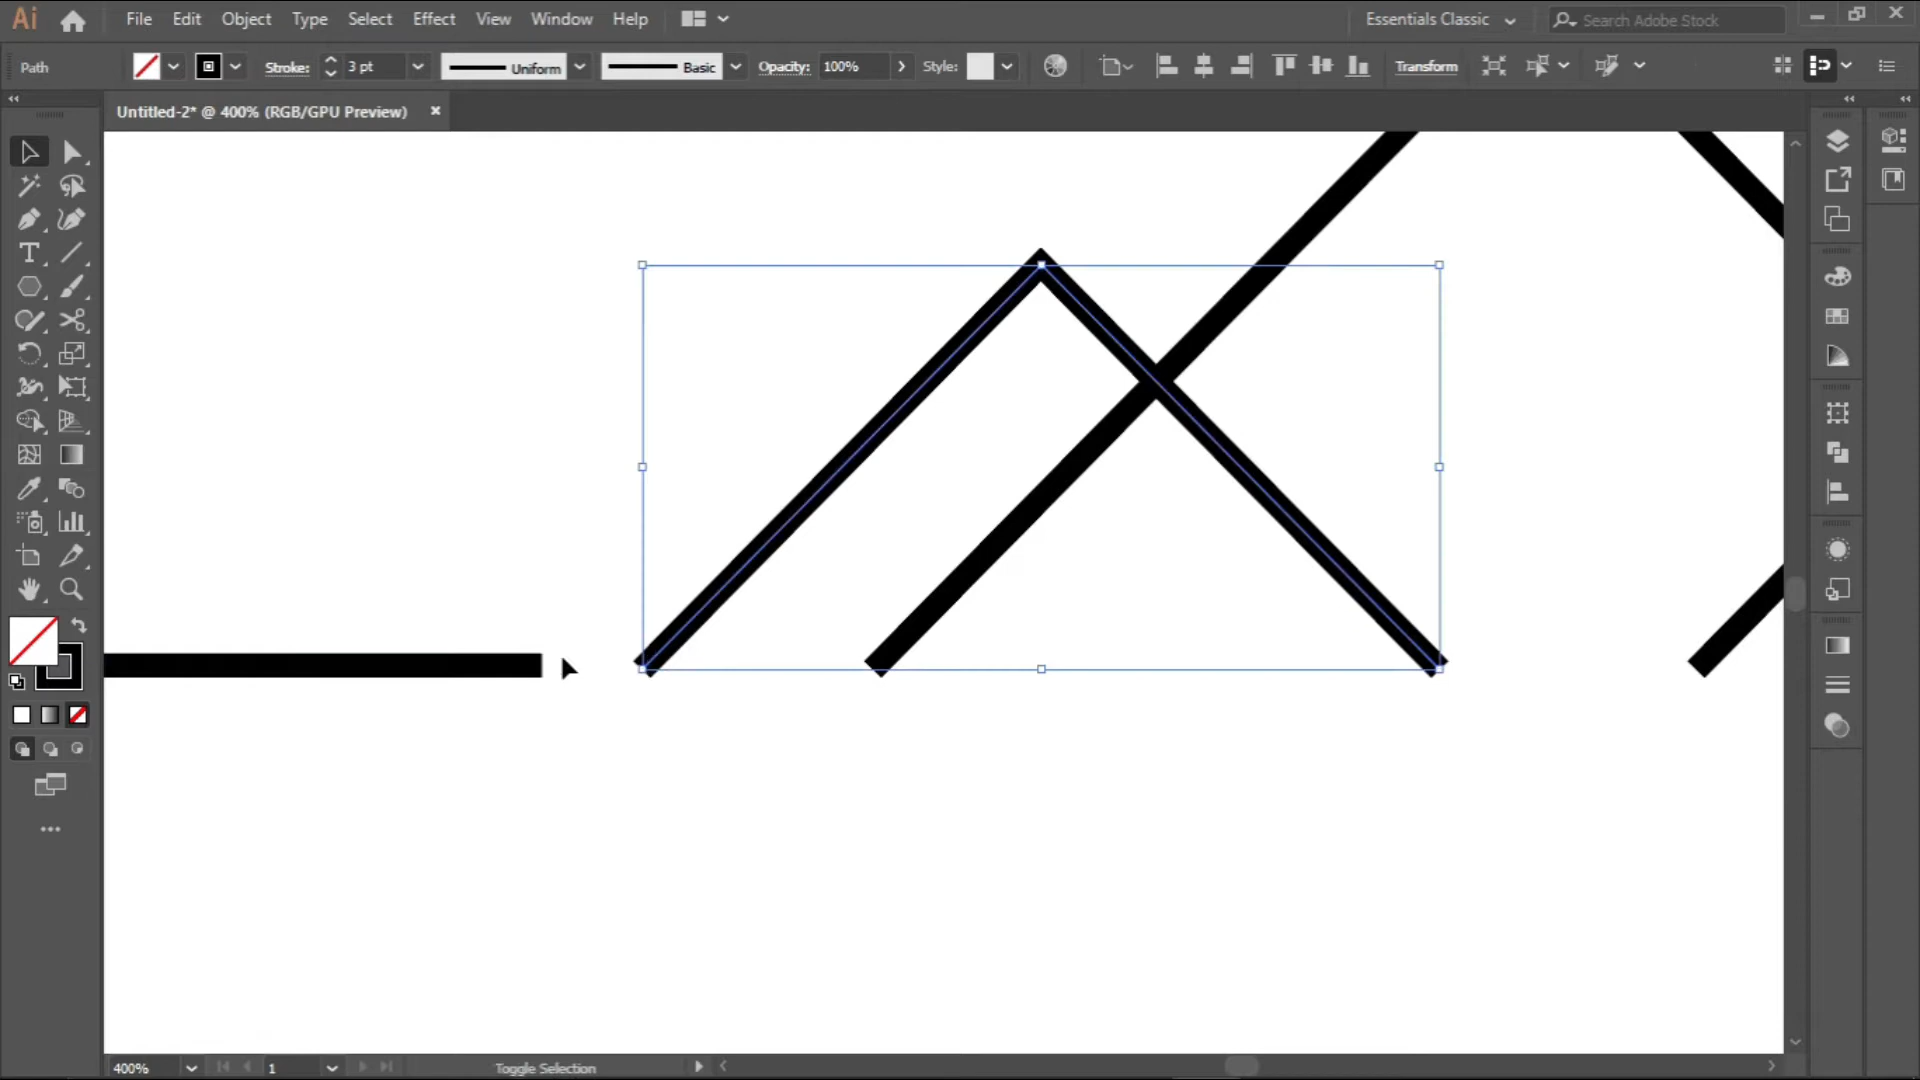 Ai File Edit Object Type Select Effect View Window Help Essentials Classic Search Adobe Stock
Path Stroke: 3 pt Uniform Basic Opacity: 100% Style: Transform
Untitled-2* @ 400% (RGB/GPU Preview)
T
400% 1 Toggle Selection